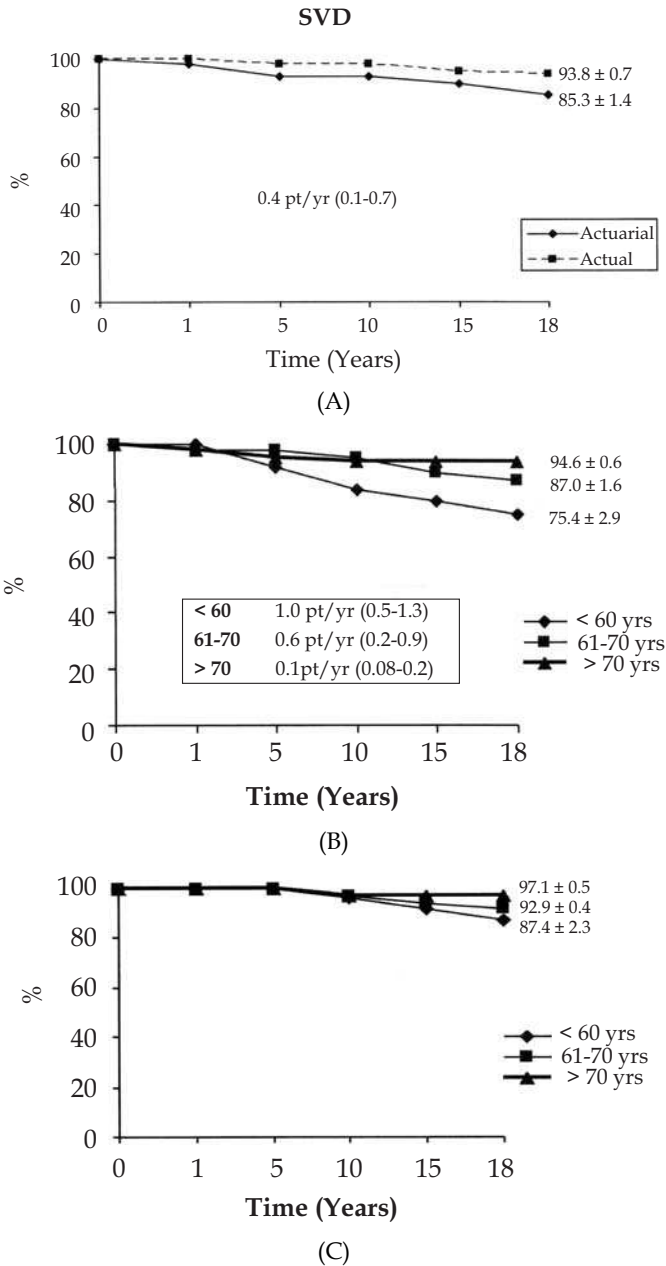 SVD
100
80
60
40
20
0
%
93.8 ± 0.7
85.3 ± 1.4
0.4 pt/yr (0.1-0.7)
Actuarial
Actual
0 1 5 10 15 18
Time (Years)
(A)
100
80
60
40
20
0
%
94.6 ± 0.6
87.0 ± 1.6
75.4 ± 2.9
< 60 1.0 pt/yr (0.5-1.3)
61-70 0.6 pt/yr (0.2-0.9)
> 70 0.1pt/yr (0.08-0.2)
< 60 yrs
61-70 yrs
> 70 yrs
0 1 5 10 15 18
Time (Years)
(B)
100
80
60
40
20
0
%
97.1 ± 0.5
92.9 ± 0.4
87.4 ± 2.3
< 60 yrs
61-70 yrs
> 70 yrs
0 1 5 10 15 18
Time (Years)
(C)